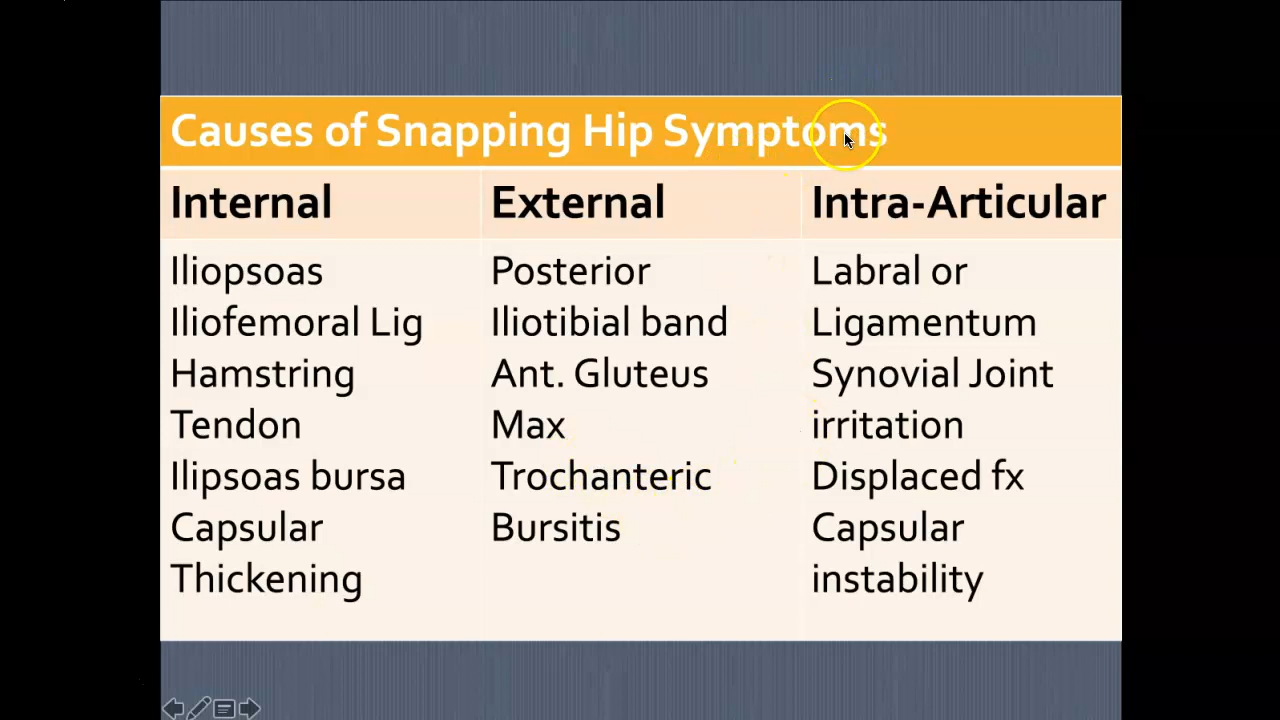 Causes of Snapping Hip Symptoms
Internal
External
Intra-Articular
Iliopsoas
Iliofemoral Lig
Hamstring
Tendon
Ilipsoas bursa
Capsular
Thickening
Posterior
Iliotibial band
Ant. Gluteus
Max
Trochanteric
Bursitis
Labral or
Ligamentum
Synovial Joint
irritation
Displaced fx
Capsular
instability